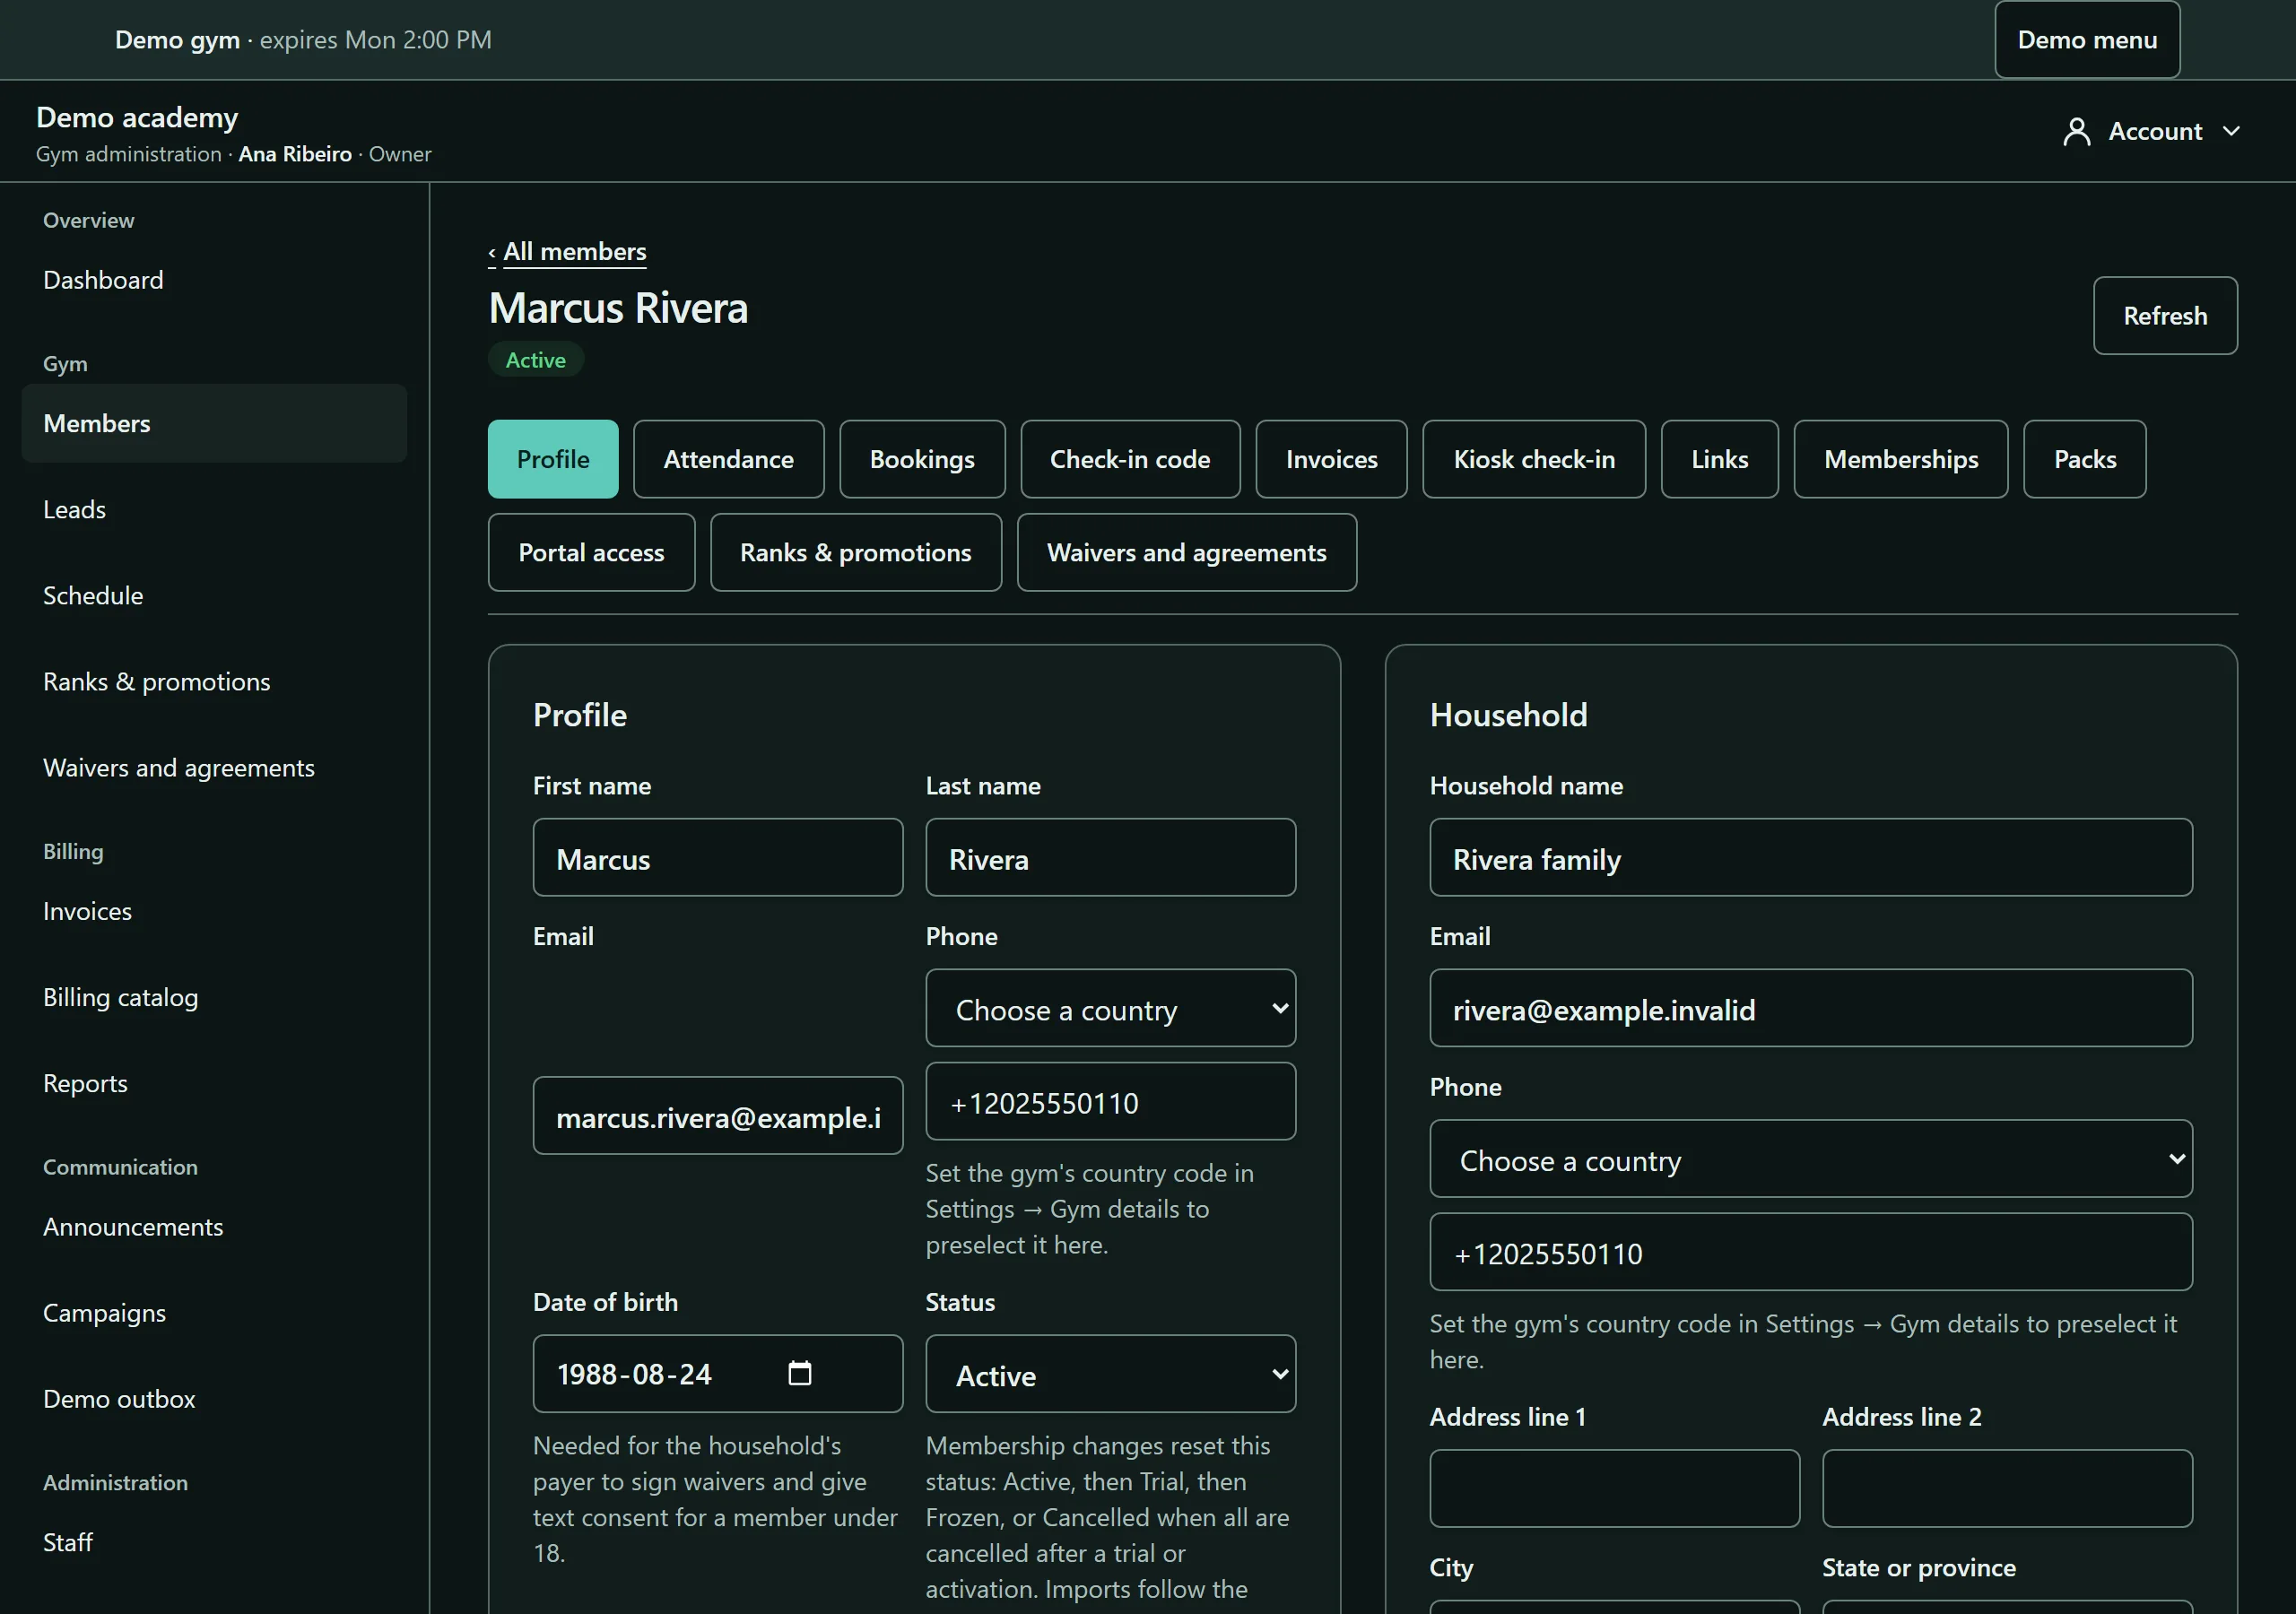 Demo gym · expires Mon 2:00 PM
Demo menu
Demo academy
Gym administration · Ana Ribeiro · Owner
Account
Overview
Dashboard
Gym
Members
Leads
Schedule
Ranks & promotions
Waivers and agreements
Billing
Invoices
Billing catalog
Reports
Communication
Announcements
Campaigns
Demo outbox
Administration
Staff
‹ All members
Marcus Rivera
Active
Refresh
Profile
Attendance
Bookings
Check-in code
Invoices
Kiosk check-in
Links
Memberships
Packs
Portal access
Ranks & promotions
Waivers and agreements
Profile
First name
Last name
Marcus
Rivera
Email
Phone
Choose a country
marcus.rivera@example.i
+12025550110
Set the gym's country code in
Settings → Gym details to
preselect it here.
Date of birth
Status
1988-08-24
Active
Needed for the household's
payer to sign waivers and give
text consent for a member under
18.
Membership changes reset this
status: Active, then Trial, then
Frozen, or Cancelled when all are
cancelled after a trial or
activation. Imports follow the
Household
Household name
Rivera family
Email
rivera@example.invalid
Phone
Choose a country
+12025550110
Set the gym's country code in Settings → Gym details to preselect it
here.
Address line 1
Address line 2
City
State or province